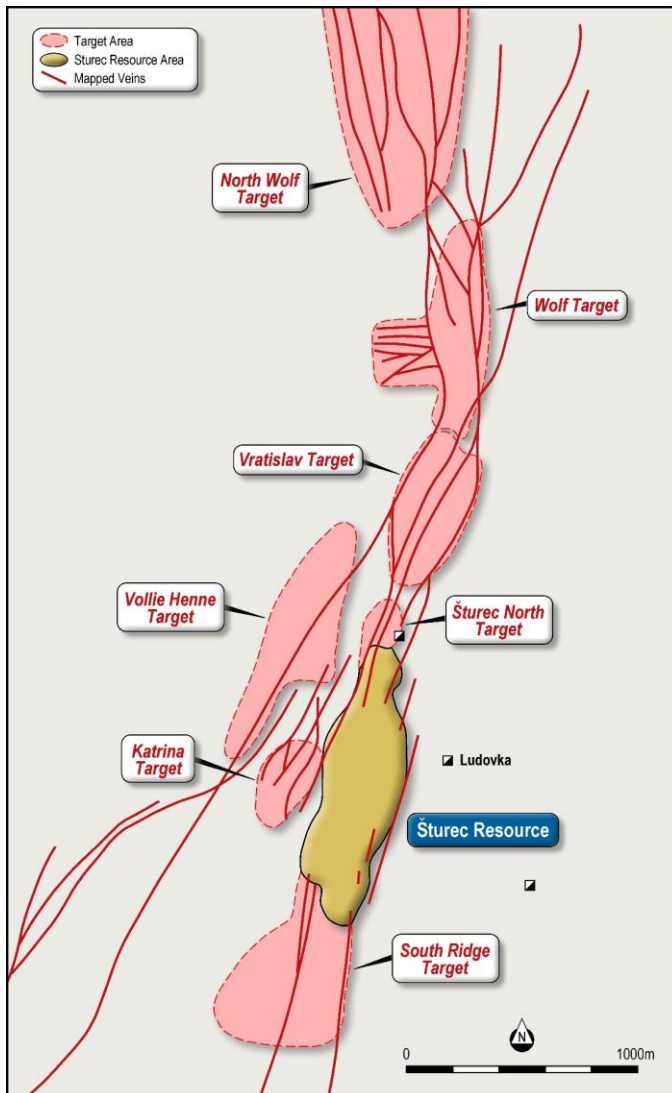 Target Area
Sturec Resource Area
Mapped Veins
North Wolf
Target
Wolf Target
Vratislav Target
Vollie Henne
Target
Šturec North
Target
Katrina
Target
Ludovka
Šturec Resource
South Ridge
Target
N
0
1000m